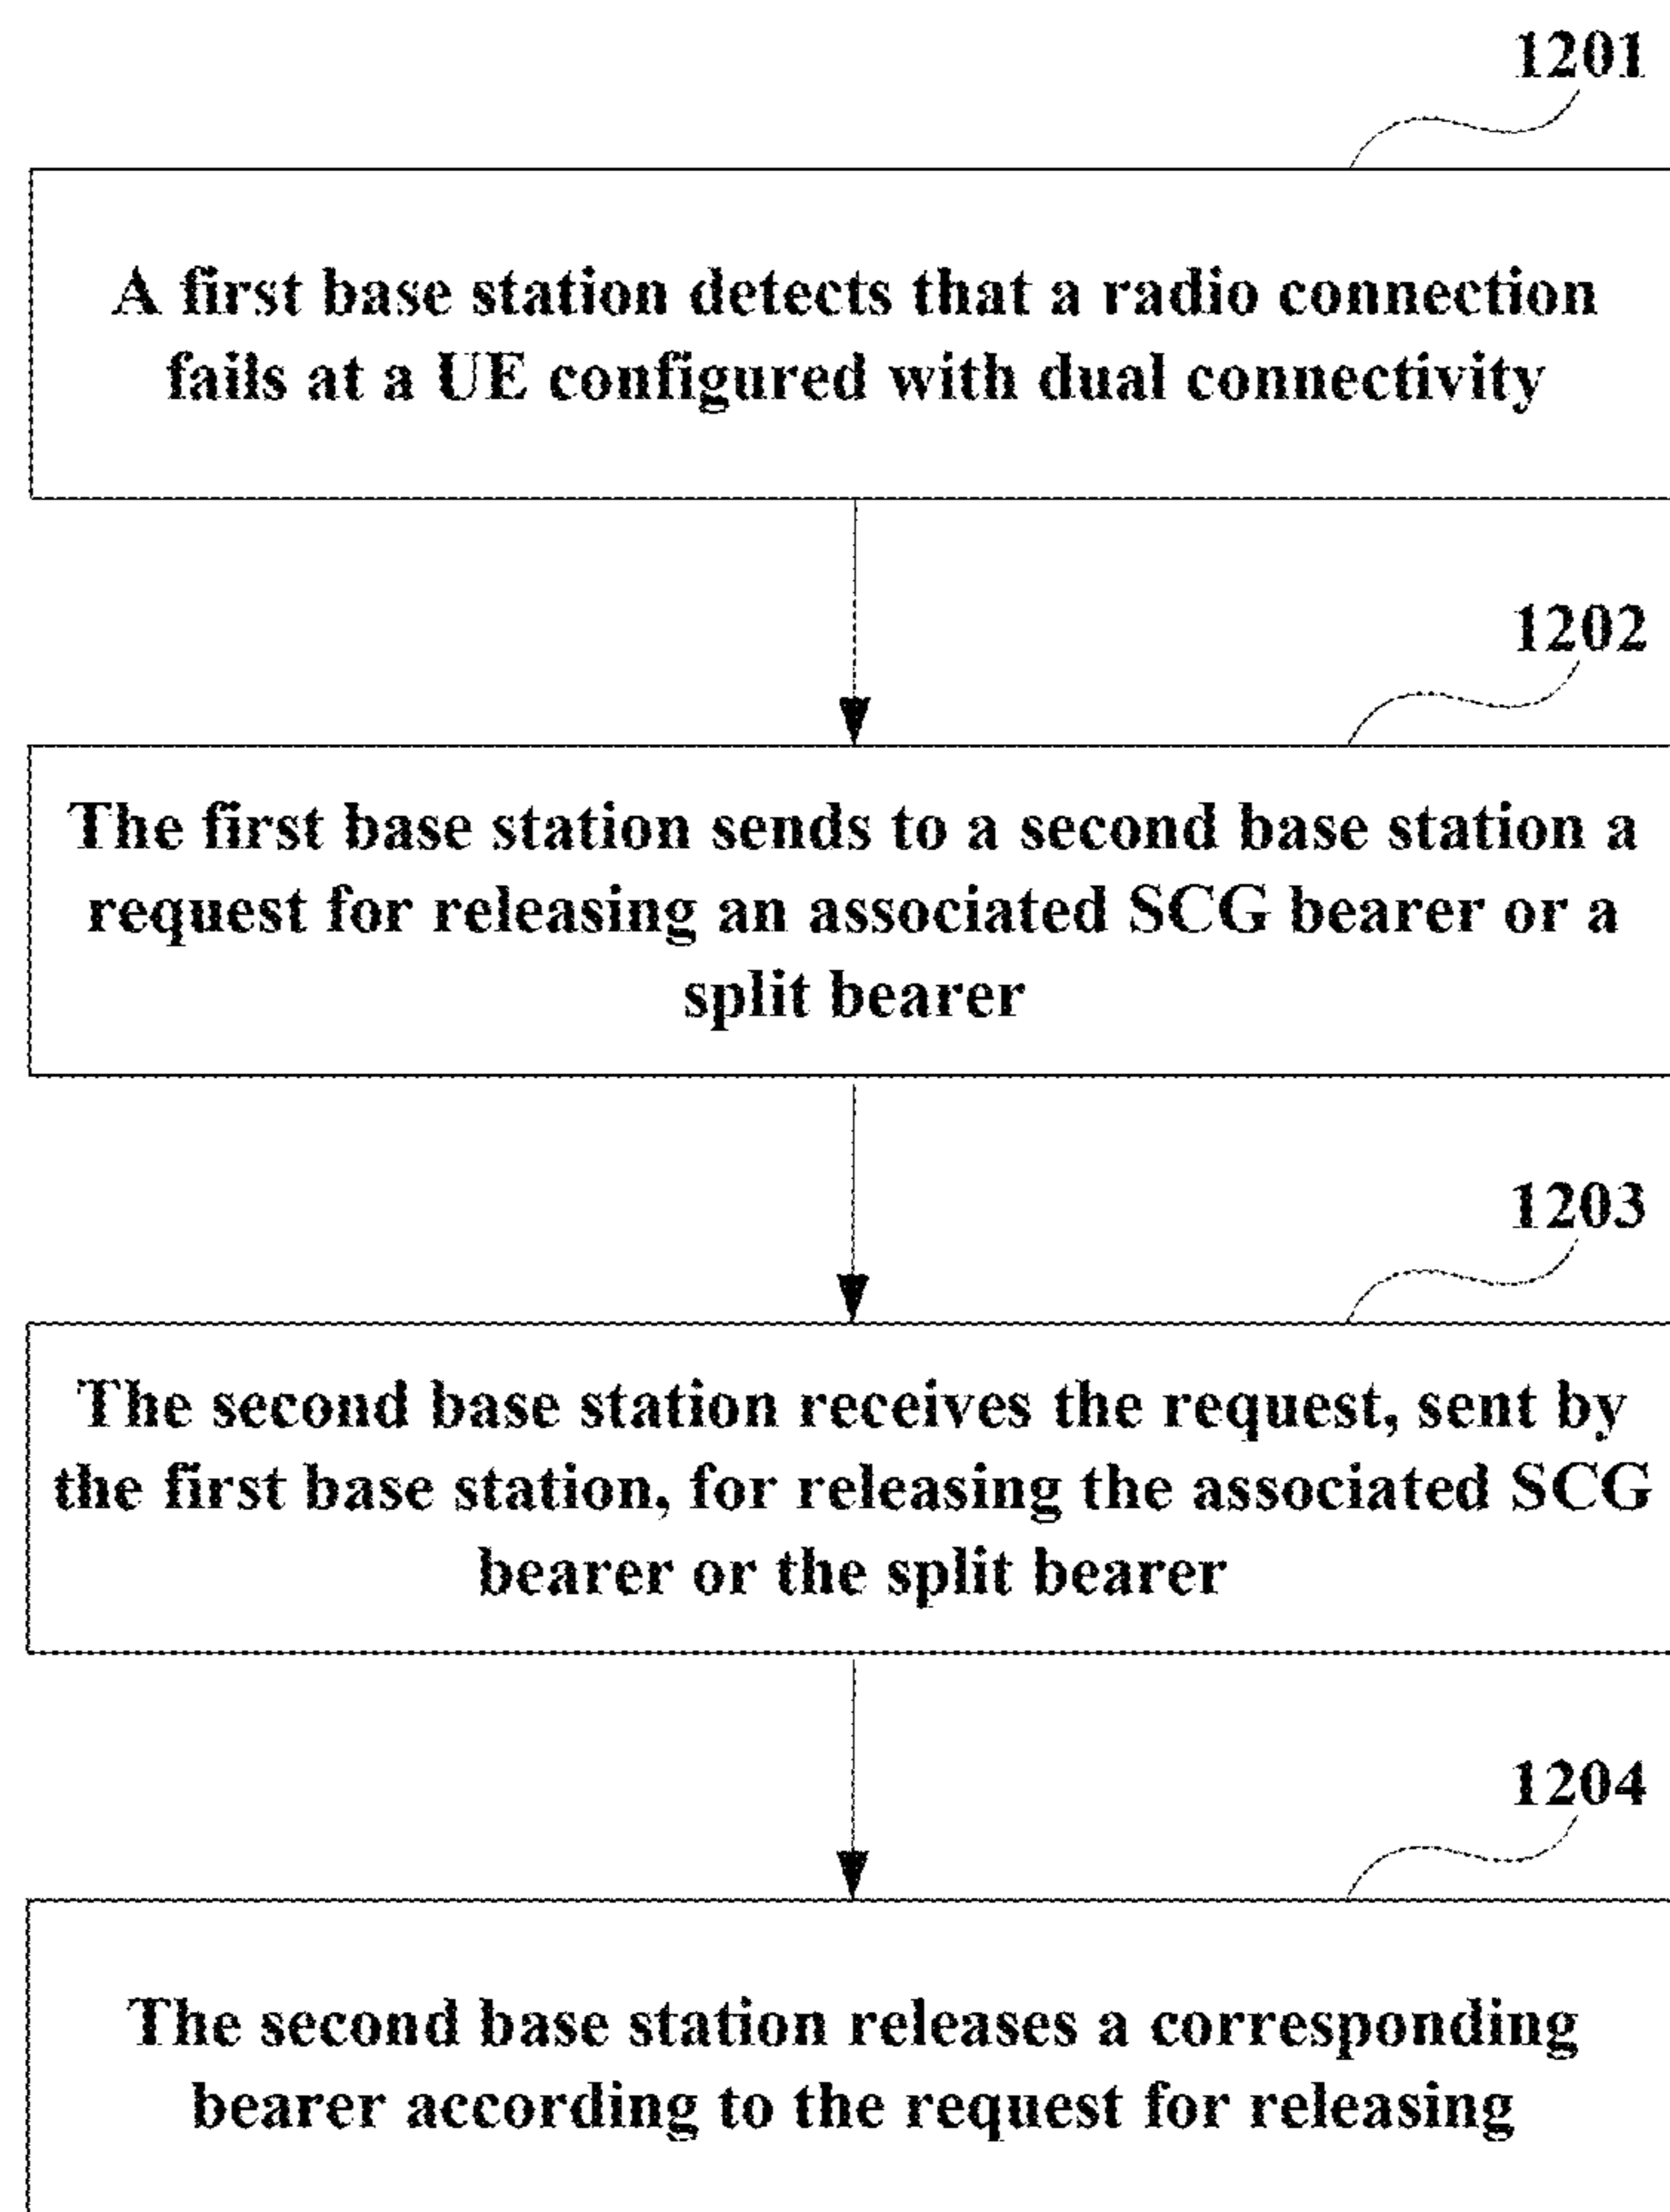 1201
A first base station detects that a radio connection
fails at a UE configured with dual connectivity
1202
The first base station sends to a second base station a
request for releasing an associated SCG bearer or a
split bearer
1203
The second base station receives the request, sent by
the first base station, for releasing the associated SCG
bearer or the split bearer
1204
The second base station releases a corresponding
bearer according to the request for releasing